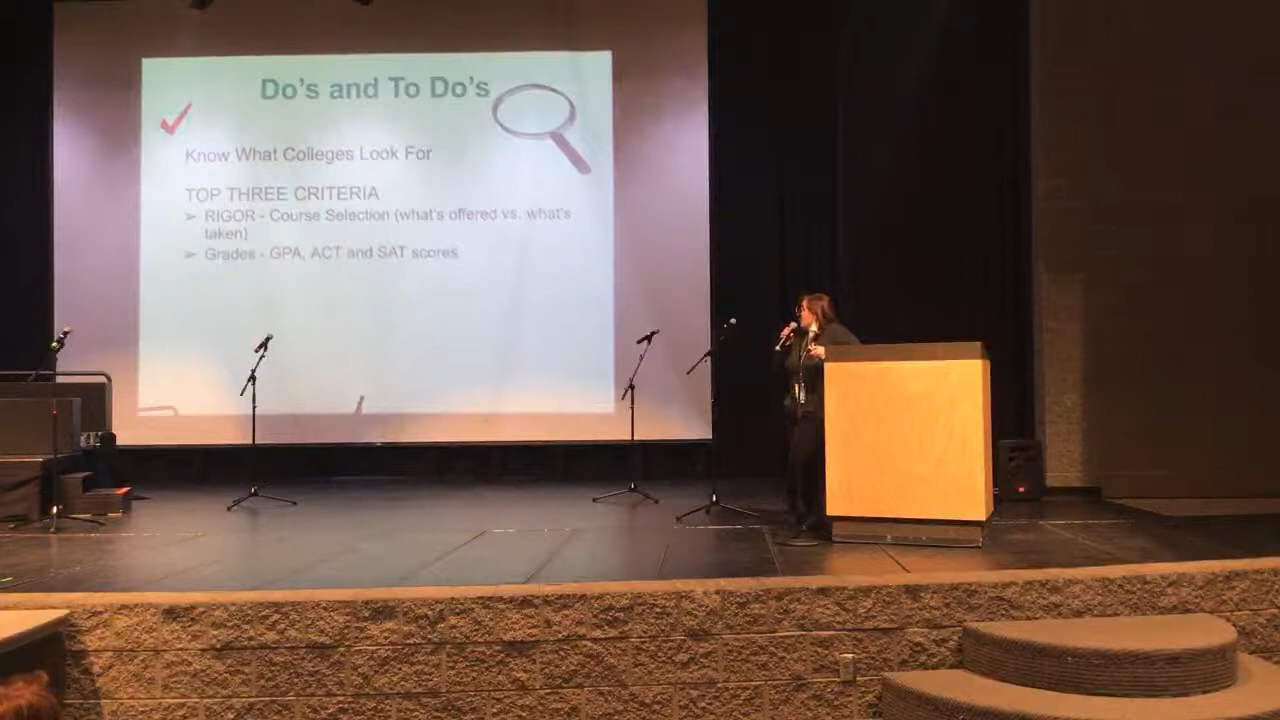 Do's and To Do's
Know What Colleges Look For
TOP THREE CRITERIA
➢ RIGOR - Course Selection (what's offered vs. what's
taken)
➢ Grades - GPA, ACT and SAT scores